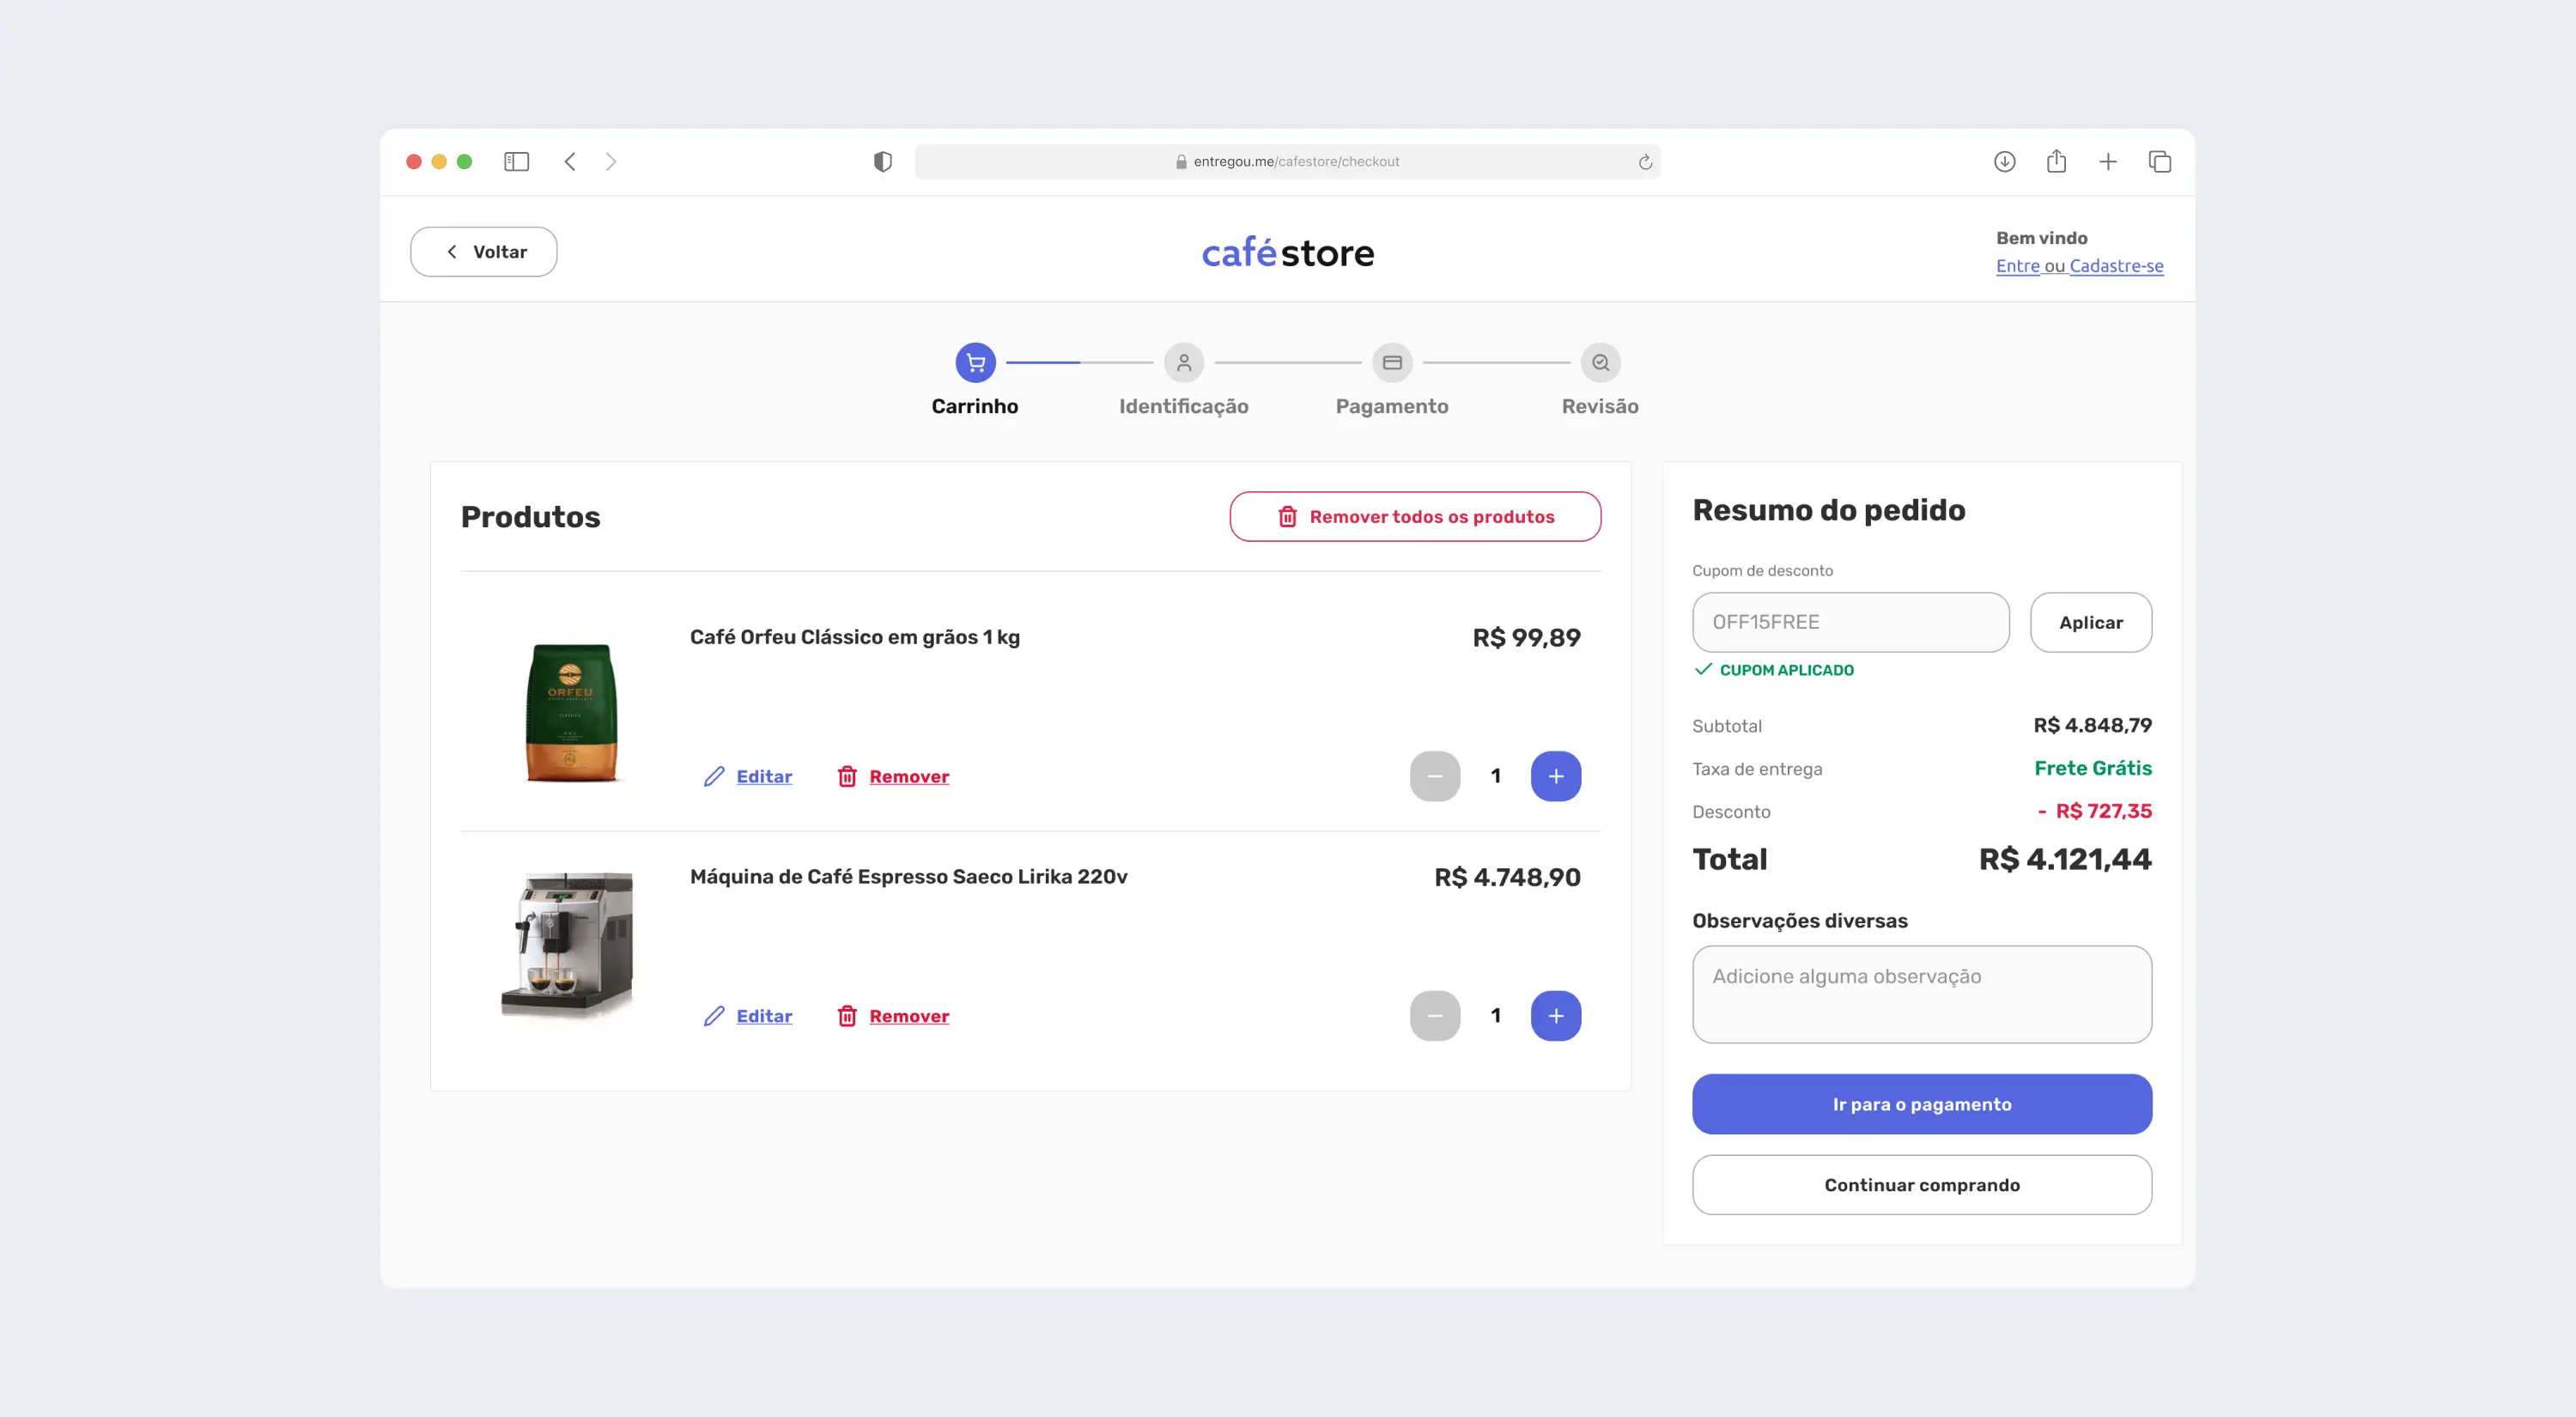 entregou.me/cafestore/checkout
Voltar
caféstore
Bem vindo
Entre ou Cadastre-se
Carrinho
Identificação
Pagamento
Revisão
Produtos
Remover todos os produtos
Café Orfeu Clássico em grãos 1 kg
R$ 99,89
ORFEU
Editar
Remover
1
Máquina de Café Espresso Saeco Lirika 220v
R$ 4.748,90
Editar
Remover
1
Resumo do pedido
Cupom de desconto
OFF15FREE
Aplicar
CUPOM APLICADO
Subtotal
R$ 4.848,79
Taxa de entrega
Frete Grátis
Desconto
- R$ 727,35
Total
R$ 4.121,44
Observações diversas
Adicione alguma observação
Ir para o pagamento
Continuar comprando